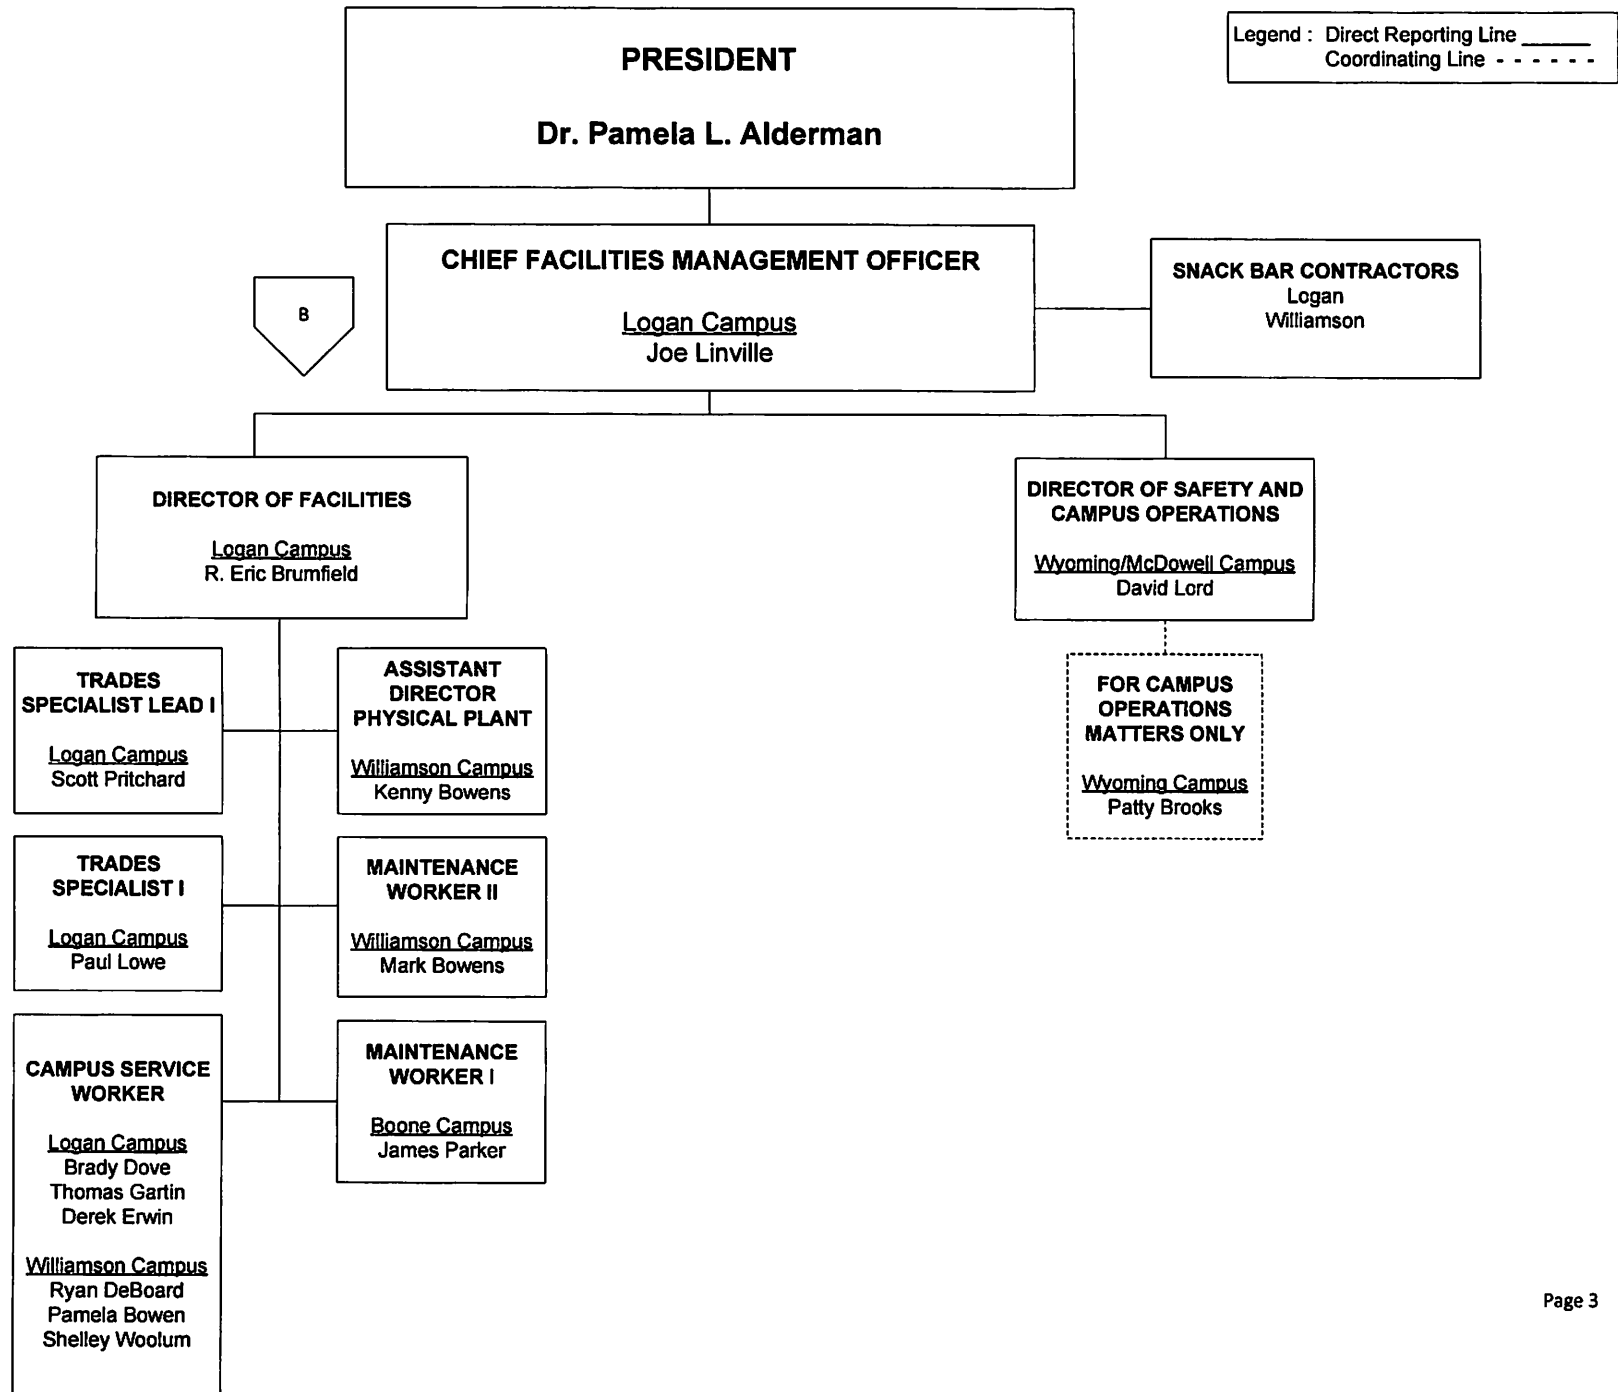 PRESIDENT
Dr. Pamela L. Alderman
Legend : Direct Reporting Line ______
Coordinating Line - - - - - -
CHIEF FACILITIES MANAGEMENT OFFICER
Logan Campus
Joe Linville
SNACK BAR CONTRACTORS
Logan
Williamson
B
DIRECTOR OF FACILITIES
Logan Campus
R. Eric Brumfield
DIRECTOR OF SAFETY AND
CAMPUS OPERATIONS
Wyoming/McDowell Campus
David Lord
TRADES
SPECIALIST LEAD I
Logan Campus
Scott Pritchard
ASSISTANT
DIRECTOR
PHYSICAL PLANT
Williamson Campus
Kenny Bowens
FOR CAMPUS
OPERATIONS
MATTERS ONLY
Wyoming Campus
Patty Brooks
TRADES
SPECIALIST I
Logan Campus
Paul Lowe
MAINTENANCE
WORKER II
Williamson Campus
Mark Bowens
CAMPUS SERVICE
WORKER
Logan Campus
Brady Dove
Thomas Gartin
Derek Erwin
Williamson Campus
Ryan DeBoard
Pamela Bowen
Shelley Woolum
MAINTENANCE
WORKER I
Boone Campus
James Parker
Page 3